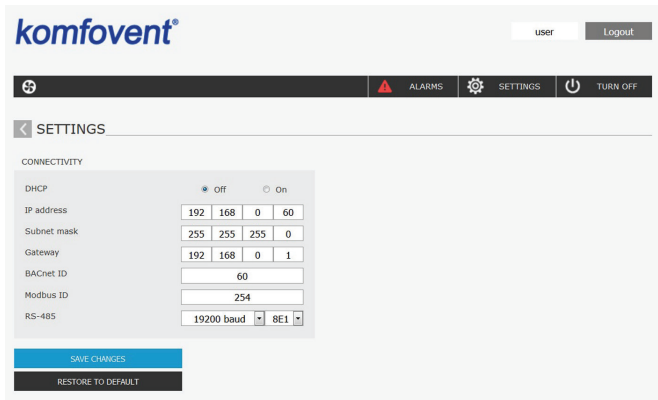 komfovent®
user Logout
ALARMS SETTINGS TURN OFF
SETTINGS
CONNECTIVITY
DHCP Off On
IP address 192 168 0 60
Subnet mask 255 255 255 0
Gateway 192 168 0 1
BACnet ID 60
Modbus ID 254
RS-485 19200 baud 8E1
SAVE CHANGES
RESTORE TO DEFAULT